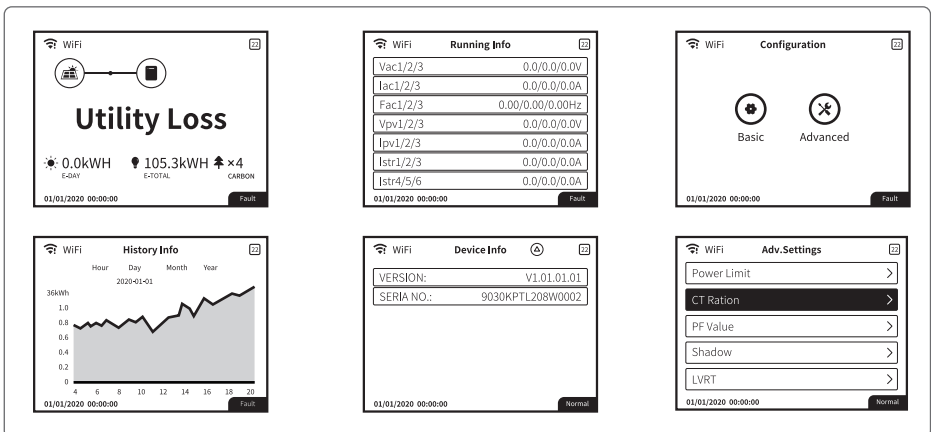 WiFi 22
Utility Loss
0.0kWH 105.3kWH ×4
E-DAY E-TOTAL CARBON
01/01/2020 00:00:00 Fault
WiFi Running Info 22
Vac1/2/3 0.0/0.0/0.0V
Iac1/2/3 0.0/0.0/0.0A
Fac1/2/3 0.00/0.00/0.00Hz
Vpv1/2/3 0.0/0.0/0.0V
Ipv1/2/3 0.0/0.0/0.0A
Istr1/2/3 0.0/0.0/0.0A
Istr4/5/6 0.0/0.0/0.0A
01/01/2020 00:00:00 Fault
WiFi Configuration 22
Basic Advanced
01/01/2020 00:00:00 Fault
WiFi History Info 22
Hour Day Month Year
2020-01-01
36kWh
1.0
0.8
0.6
0.4
0.2
0
4 6 8 10 12 14 16 18 20
01/01/2020 00:00:00 Fault
WiFi Device Info 22
VERSION: V1.01.01.01
SERIA NO.: 9030KPTL208W0002
01/01/2020 00:00:00 Normal
WiFi Adv.Settings 22
Power Limit >
CT Ration >
PF Value >
Shadow >
LVRT >
01/01/2020 00:00:00 Normal